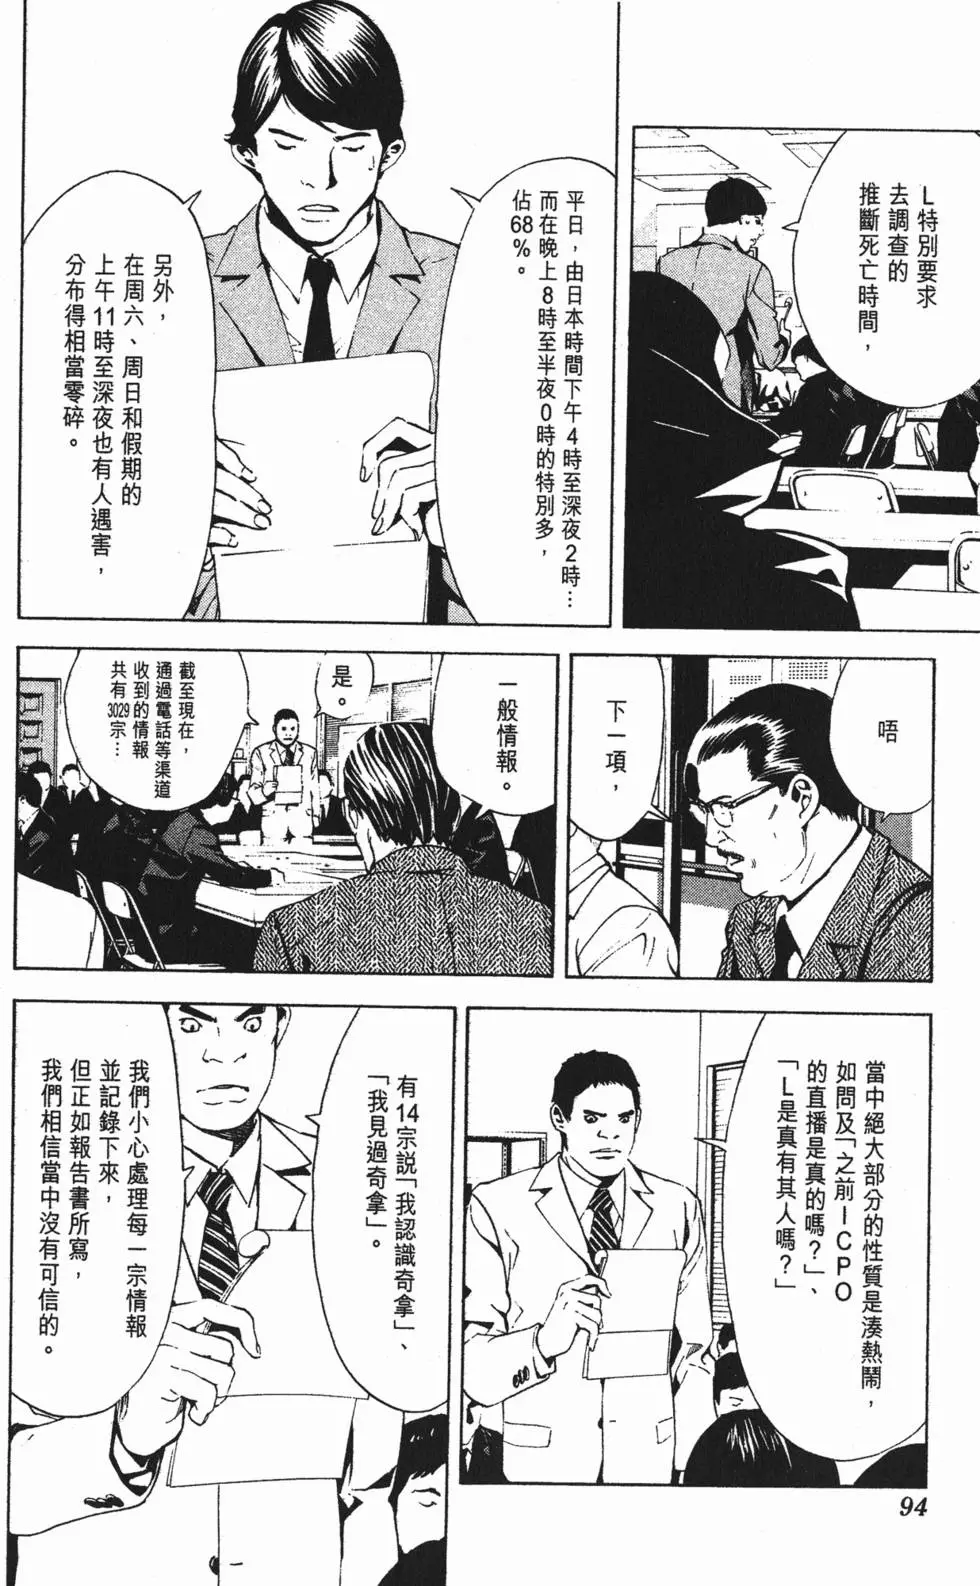 L特別要求
去調查的
推斷死亡時間，
平日，由日本時間下午4時至深夜2時…
而在晚上8時至半夜0時的特別多，
佔68%。
另外，
在周六、周日和假期的
上午11時至深夜也有人遇害，
分布得相當零碎。
唔
下一項，
一般情報。
是。
截至現在，
通過電話等渠道
收到的情報
共有3029宗…
當中絕大部分的性質是湊熱鬧，
如問及「之前ICPO
的直播是真的嗎？」、
「L是真有其人嗎？」
有14宗説「我認識奇拿」、
「我見過奇拿」。
我們小心處理每一宗情報
並記錄下來，
但正如報告書所寫，
我們相信當中沒有可信的。
94